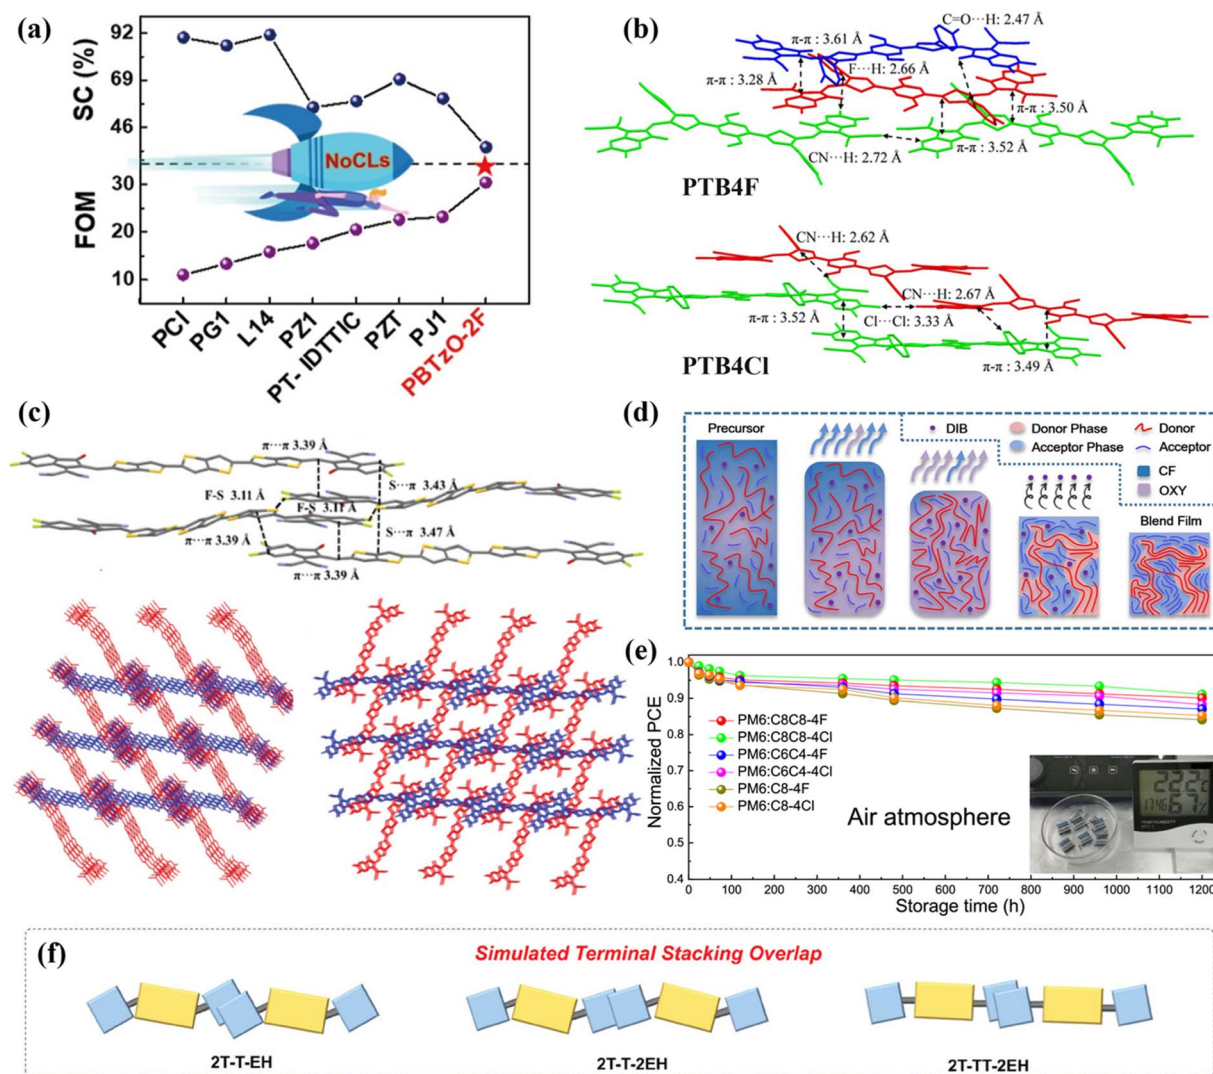 (a)
SC (%)
92
69
46
FOM
30
20
10
NoCLs
PCI
PG1
L14
PZ1
PT- IDTTIC
PZT
PJ1
PBTzO-2F
(b)
C=O···H: 2.47 Å
π-π : 3.61 Å
F···H: 2.66 Å
π-π : 3.28 Å
π-π : 3.50 Å
CN···H: 2.72 Å
π-π : 3.52 Å
PTB4F
CN···H: 2.62 Å
CN···H: 2.67 Å
π-π : 3.52 Å
Cl···Cl: 3.33 Å
PTB4Cl
π-π : 3.49 Å
(c)
π···π 3.39 Å
S···π 3.43 Å
F-S 3.11 Å
F-S 3.11 Å
π···π 3.39 Å
S···π 3.47 Å
π···π 3.39 Å
(d)
Precursor
DIB
Donor Phase
Acceptor Phase
Donor
Acceptor
CF
OXY
Blend Film
(e)
Normalized PCE
1.0
0.9
0.8
0.7
0.6
0.5
0.4
PM6:C8C8-4F
PM6:C8C8-4Cl
PM6:C6C4-4F
PM6:C6C4-4Cl
PM6:C8-4F
PM6:C8-4Cl
Air atmosphere
0 100 200 300 400 500 600 700 800 900 1000 1100 1200
Storage time (h)
(f)
Simulated Terminal Stacking Overlap
2T-T-EH
2T-T-2EH
2T-TT-2EH